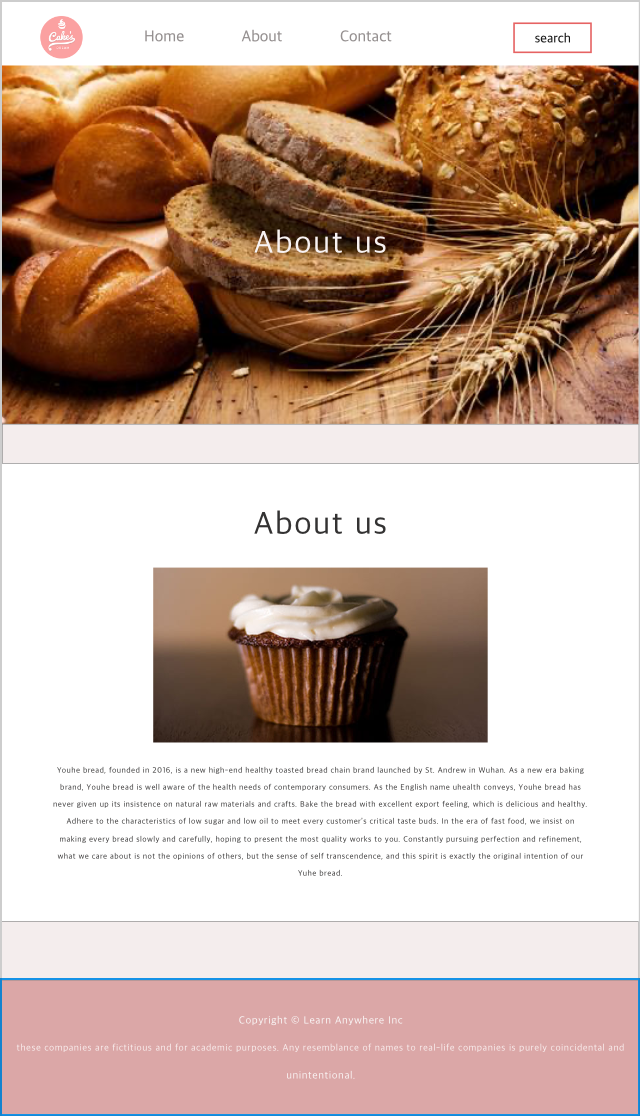 Cake's
Home About Contact search
About us
About us
Youhe bread, founded in 2016, is a new high-end healthy toasted bread chain brand launched by St. Andrew in Wuhan. As a new era baking
brand, Youhe bread is well aware of the health needs of contemporary consumers. As the English name uhealth conveys, Youhe bread has
never given up its insistence on natural raw materials and crafts. Bake the bread with excellent export feeling, which is delicious and healthy.
Adhere to the characteristics of low sugar and low oil to meet every customer's critical taste buds. In the era of fast food, we insist on
making every bread slowly and carefully, hoping to present the most quality works to you. Constantly pursuing perfection and refinement,
what we care about is not the opinions of others, but the sense of self transcendence, and this spirit is exactly the original intention of our
Yuhe bread.
Copyright © Learn Anywhere Inc
these companies are fictitious and for academic purposes. Any resemblance of names to real-life companies is purely coincidental and
unintentional.